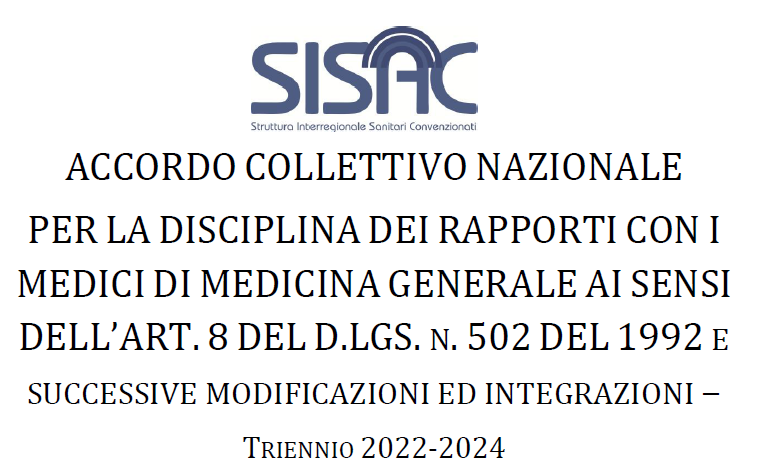 SISAC
Struttura Interregionale Sanitari Convenzionati
ACCORDO COLLETTIVO NAZIONALE
PER LA DISCIPLINA DEI RAPPORTI CON I
MEDICI DI MEDICINA GENERALE AI SENSI
DELL’ART. 8 DEL D.LGS. N. 502 DEL 1992 E
SUCCESSIVE MODIFICAZIONI ED INTEGRAZIONI –
TRIENNIO 2022-2024